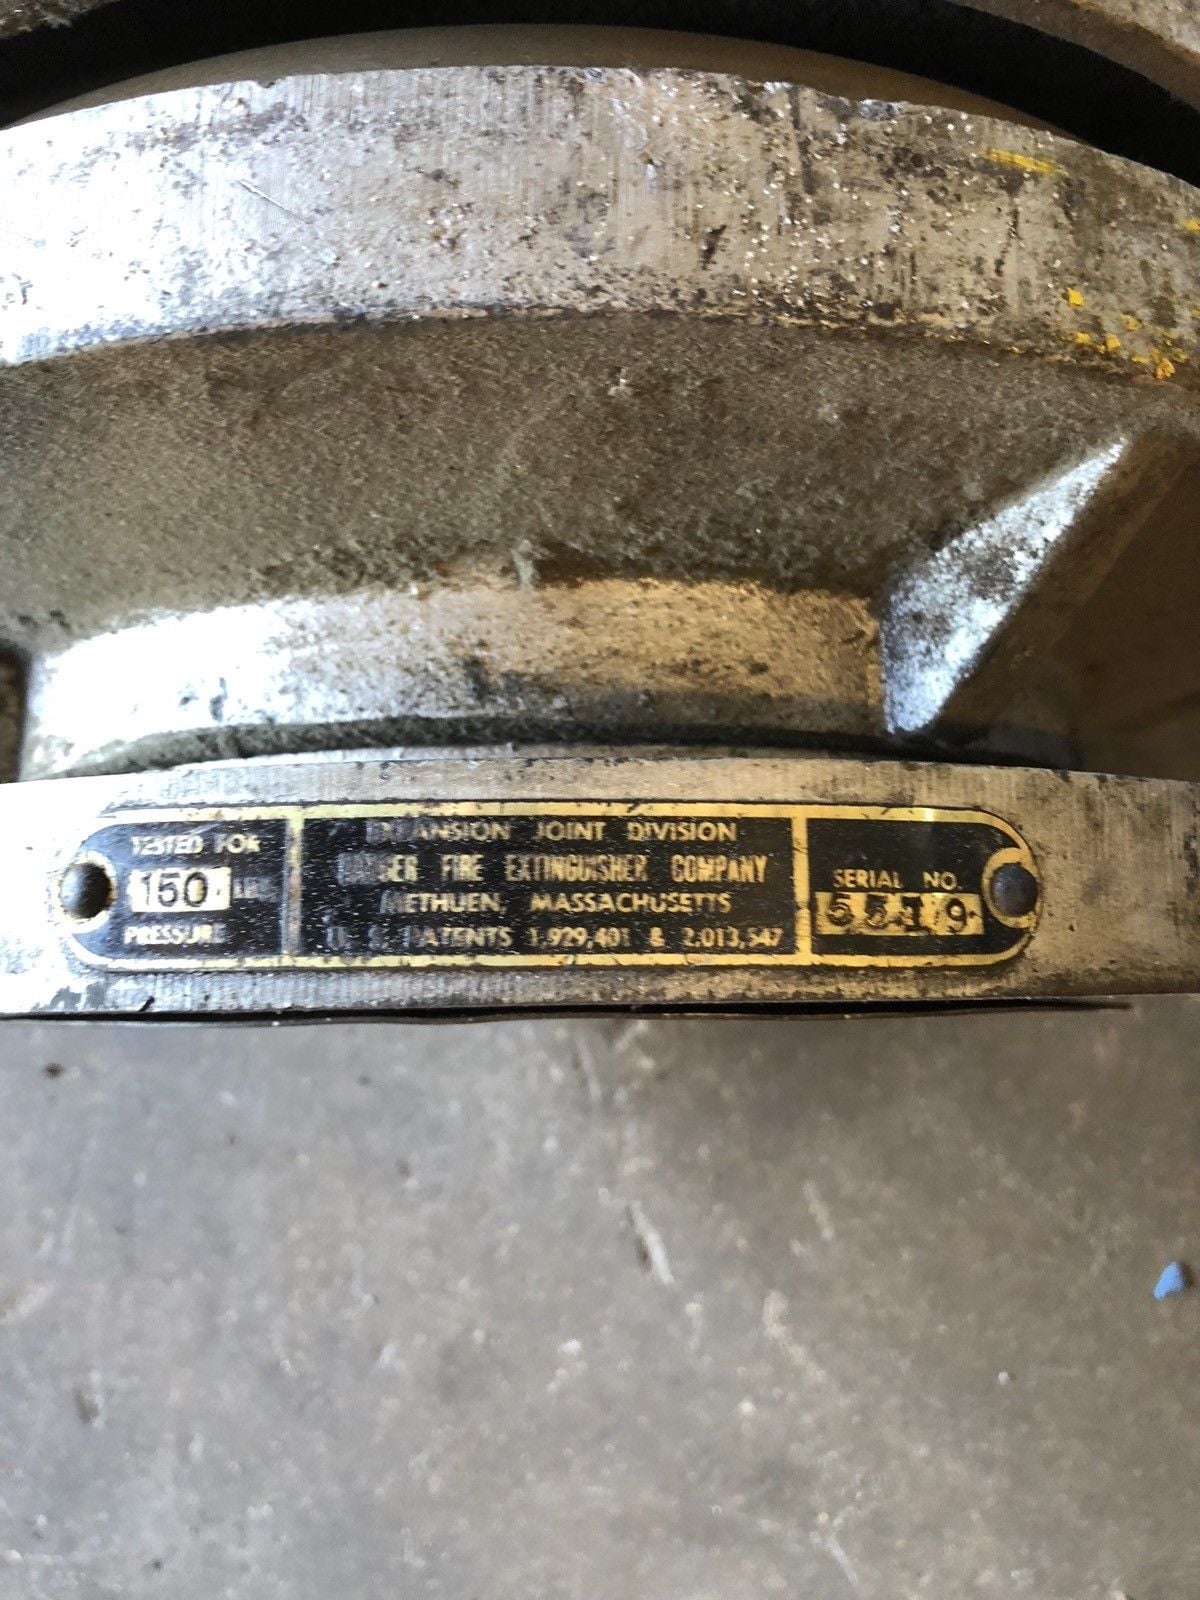 TESTED FOR
150 LB.
PRESSURE
EXPANSION JOINT DIVISION
FIRE EXTINGUISHER COMPANY
METHUEN, MASSACHUSETTS
U. S. PATENTS 1,929,401 & 2,013,547
SERIAL NO.
5519